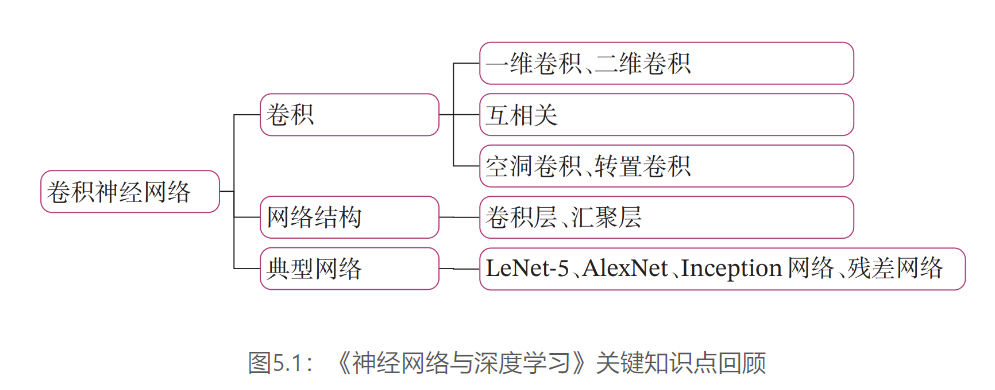 一维卷积、二维卷积
卷积
互相关
空洞卷积、转置卷积
卷积神经网络
网络结构
卷积层、汇聚层
典型网络
LeNet-5、AlexNet、Inception 网络、残差网络
图5.1：《神经网络与深度学习》关键知识点回顾